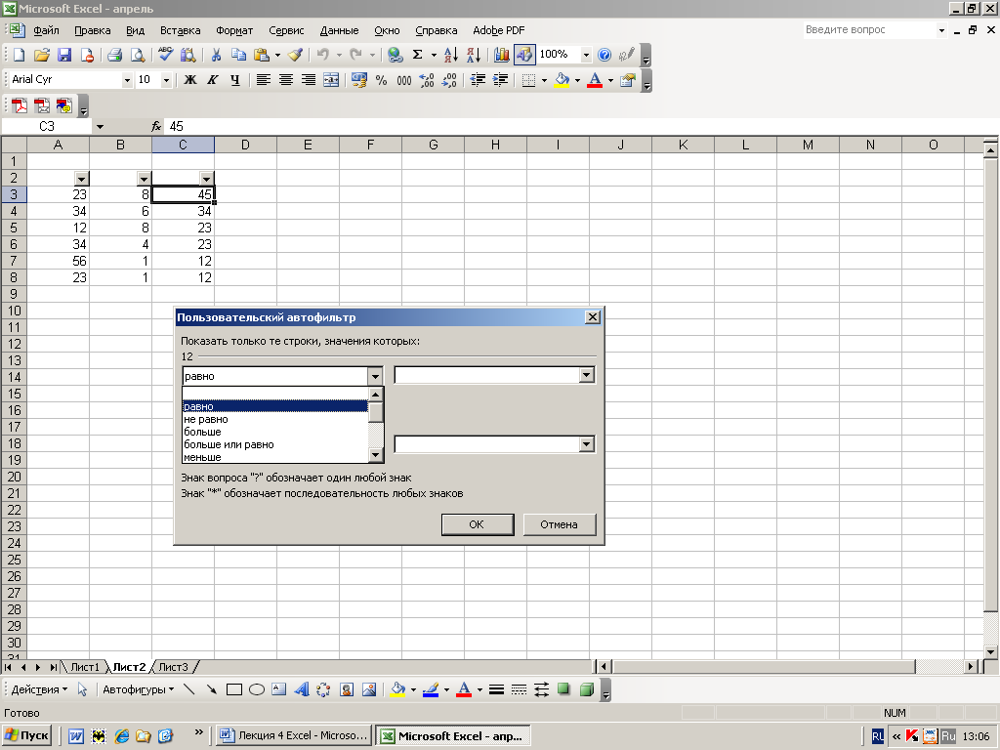 Microsoft Excel - апрель
Файл Правка Вид Вставка Формат Сервис Данные Окно Справка Adobe PDF Введите вопрос
100%
Arial Cyr 10 Ж К Ч % 000
C3 fx 45
A B C D E F G H I J K L M N O
1
2
3 23 8 45
4 34 6 34
5 12 8 23
6 34 4 23
7 56 1 12
8 23 1 12
9
10
11
12
13
14
15
16
17
18
19
20
21
22
23
24
25
26
27
28
29
30
31
Пользовательский автофильтр
Показать только те строки, значения которых:
12
равно
равно
не равно
больше
больше или равно
меньше
Знак вопроса "?" обозначает один любой знак
Знак "*" обозначает последовательность любых знаков
ОК Отмена
Лист1 Лист2 Лист3
Действия Автофигуры
Готово NUM
Пуск Лекция 4 Excel - Microso... Microsoft Excel - апр... RU « Ru 13:06